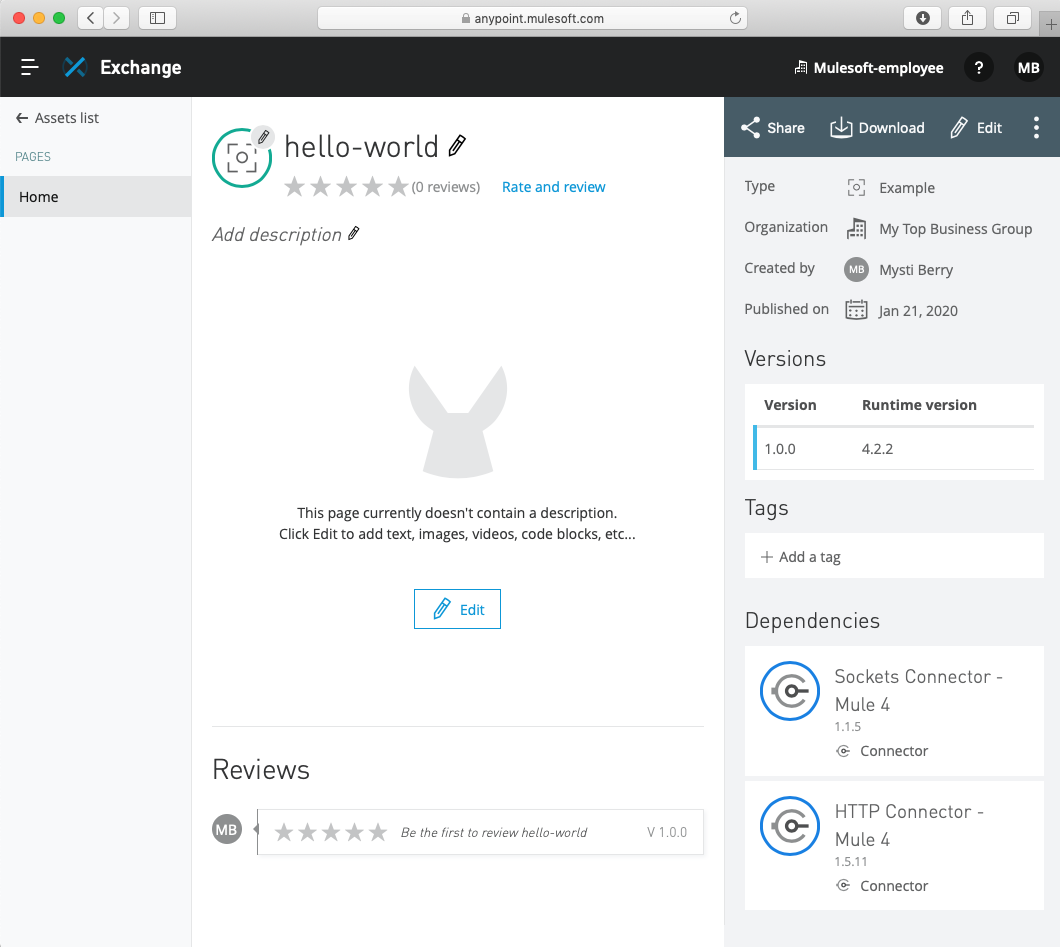 anypoint.mulesoft.com
Exchange
Mulesoft-employee
?
MB
Assets list
PAGES
Home
hello-world
(0 reviews)
Rate and review
Add description
This page currently doesn't contain a description.
Click Edit to add text, images, videos, code blocks, etc...
Edit
Reviews
MB
Be the first to review hello-world
V 1.0.0
Share
Download
Edit
Type
Example
Organization
My Top Business Group
Created by
MB
Mysti Berry
Published on
Jan 21, 2020
Versions
Version
Runtime version
1.0.0
4.2.2
Tags
+ Add a tag
Dependencies
Sockets Connector -
Mule 4
1.1.5
Connector
HTTP Connector -
Mule 4
1.5.11
Connector